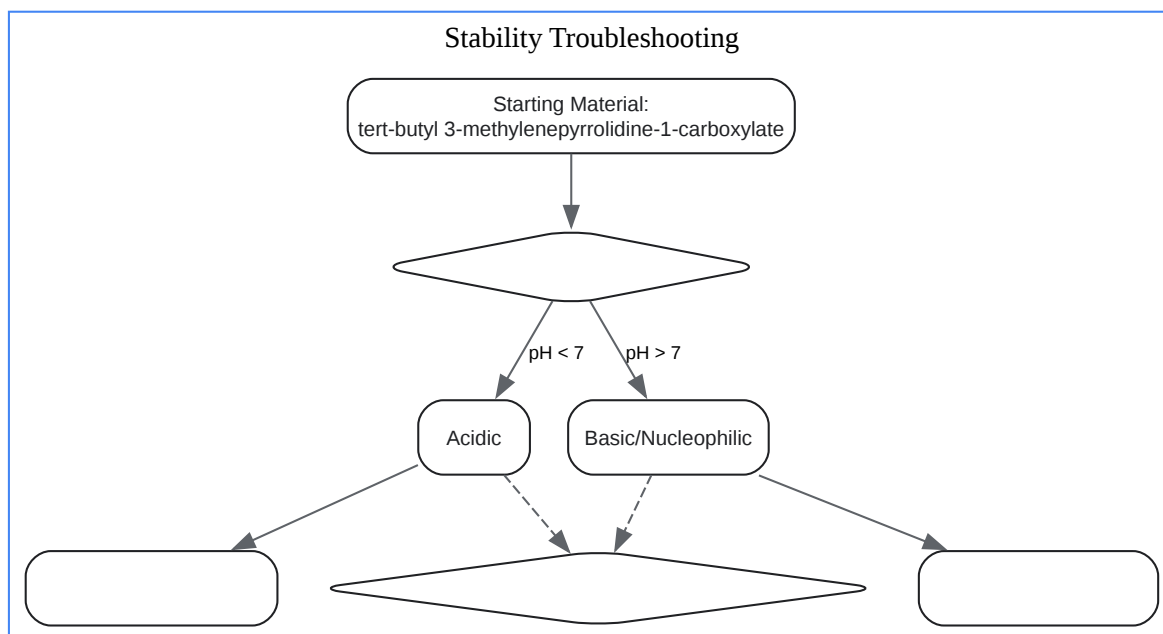 Stability Troubleshooting
Starting Material:
tert-butyl 3-methylenepyrrolidine-1-carboxylate
pH < 7
pH > 7
Acidic
Basic/Nucleophilic